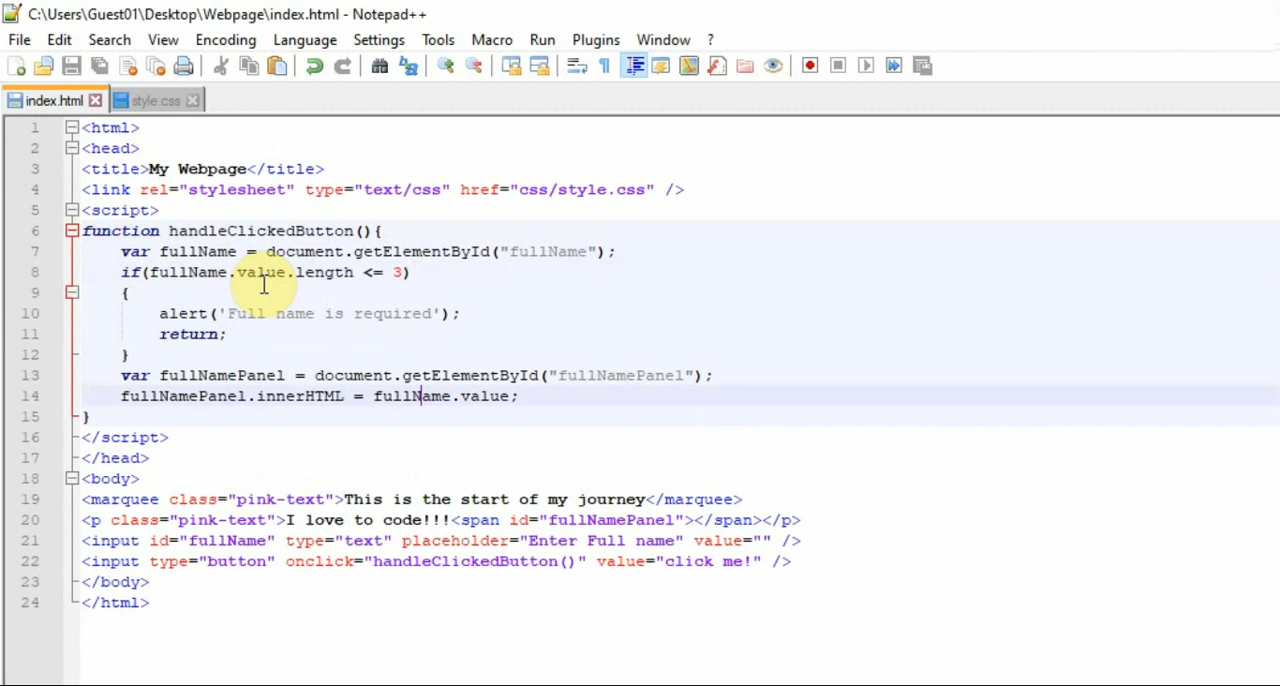 C:\Users\Guest01\Desktop\Webpage\index.html - Notepad++
File Edit Search View Encoding Language Settings Tools Macro Run Plugins Window ?
index.html style.css
1 <html>
2 <head>
3 <title>My Webpage</title>
4 <link rel="stylesheet" type="text/css" href="css/style.css" />
5 <script>
6 function handleClickedButton(){
7 var fullName = document.getElementById("fullName");
8 if(fullName.value.length <= 3)
9 {
10 alert('Full name is required');
11 return;
12 }
13 var fullNamePanel = document.getElementById("fullNamePanel");
14 fullNamePanel.innerHTML = fullName.value;
15 }
16 </script>
17 </head>
18 <body>
19 <marquee class="pink-text">This is the start of my journey</marquee>
20 <p class="pink-text">I love to code!!!<span id="fullNamePanel"></span></p>
21 <input id="fullName" type="text" placeholder="Enter Full name" value="" />
22 <input type="button" onclick="handleClickedButton()" value="click me!" />
23 </body>
24 </html>